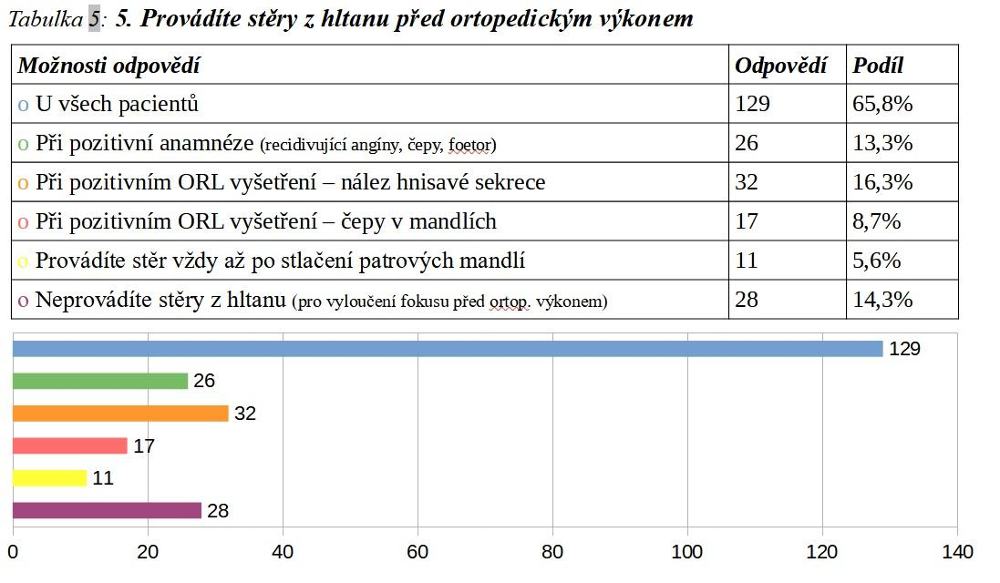 Tabulka 5: 5. Provádíte stěry z hltanu před ortopedickým výkonem
Možnosti odpovědí Odpovědí Podíl
o U všech pacientů 129 65,8%
o Při pozitivní anamnéze (recidivující angíny, čepy, foetor) 26 13,3%
o Při pozitivním ORL vyšetření – nález hnisavé sekrece 32 16,3%
o Při pozitivním ORL vyšetření – čepy v mandlích 17 8,7%
o Provádíte stěr vždy až po stlačení patrových mandlí 11 5,6%
o Neprovádíte stěry z hltanu (pro vyloučení fokusu před ortop. výkonem) 28 14,3%
129
26
32
17
11
28
0 20 40 60 80 100 120 140